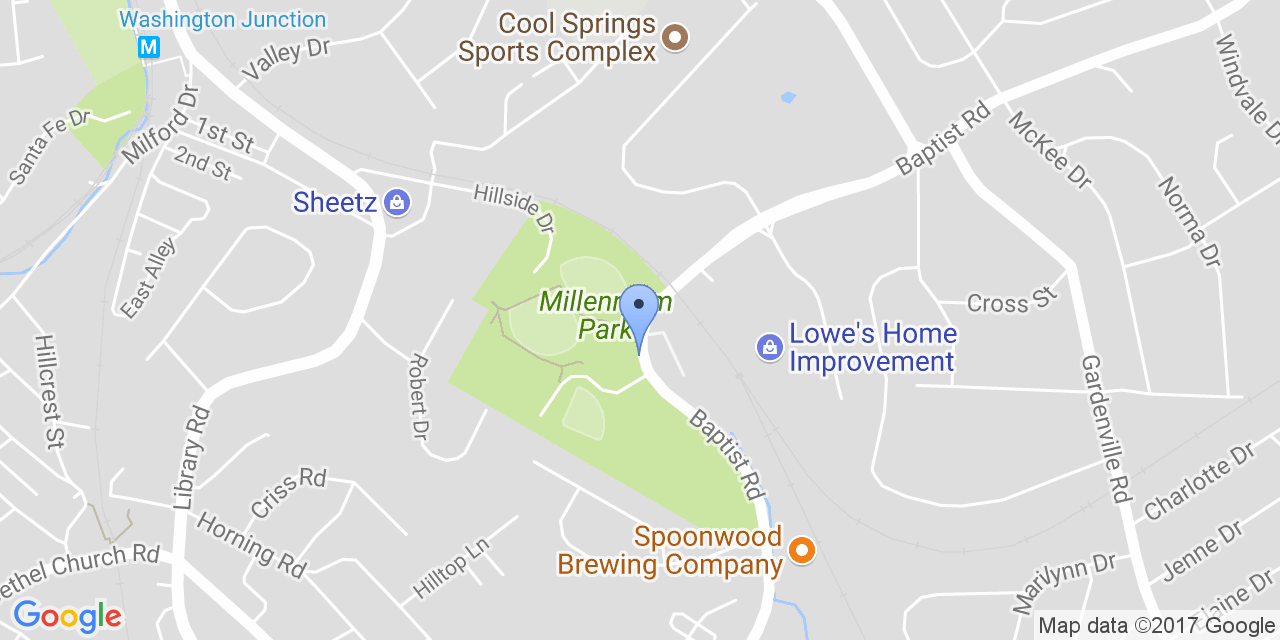 Washington Junction
M
Cool Springs
Sports Complex
Valley Dr
Windvale Dr
Santa Fe Dr
Milford Dr
1st St
2nd St
Baptist Rd
McKee Dr
Sheetz
Hillside Dr
Norma Dr
East Alley
Millennium
Park
Cross St
Lowe's Home
Improvement
Hillcrest St
Robert Dr
Gardenville Rd
Library Rd
Baptist Rd
Criss Rd
Charlotte Dr
Horning Rd
Spoonwood
Brewing Company
Hilltop Ln
ethel Church Rd
Marilynn Dr
Jenne Dr
Elaine Dr
Google
Map data ©2017 Google